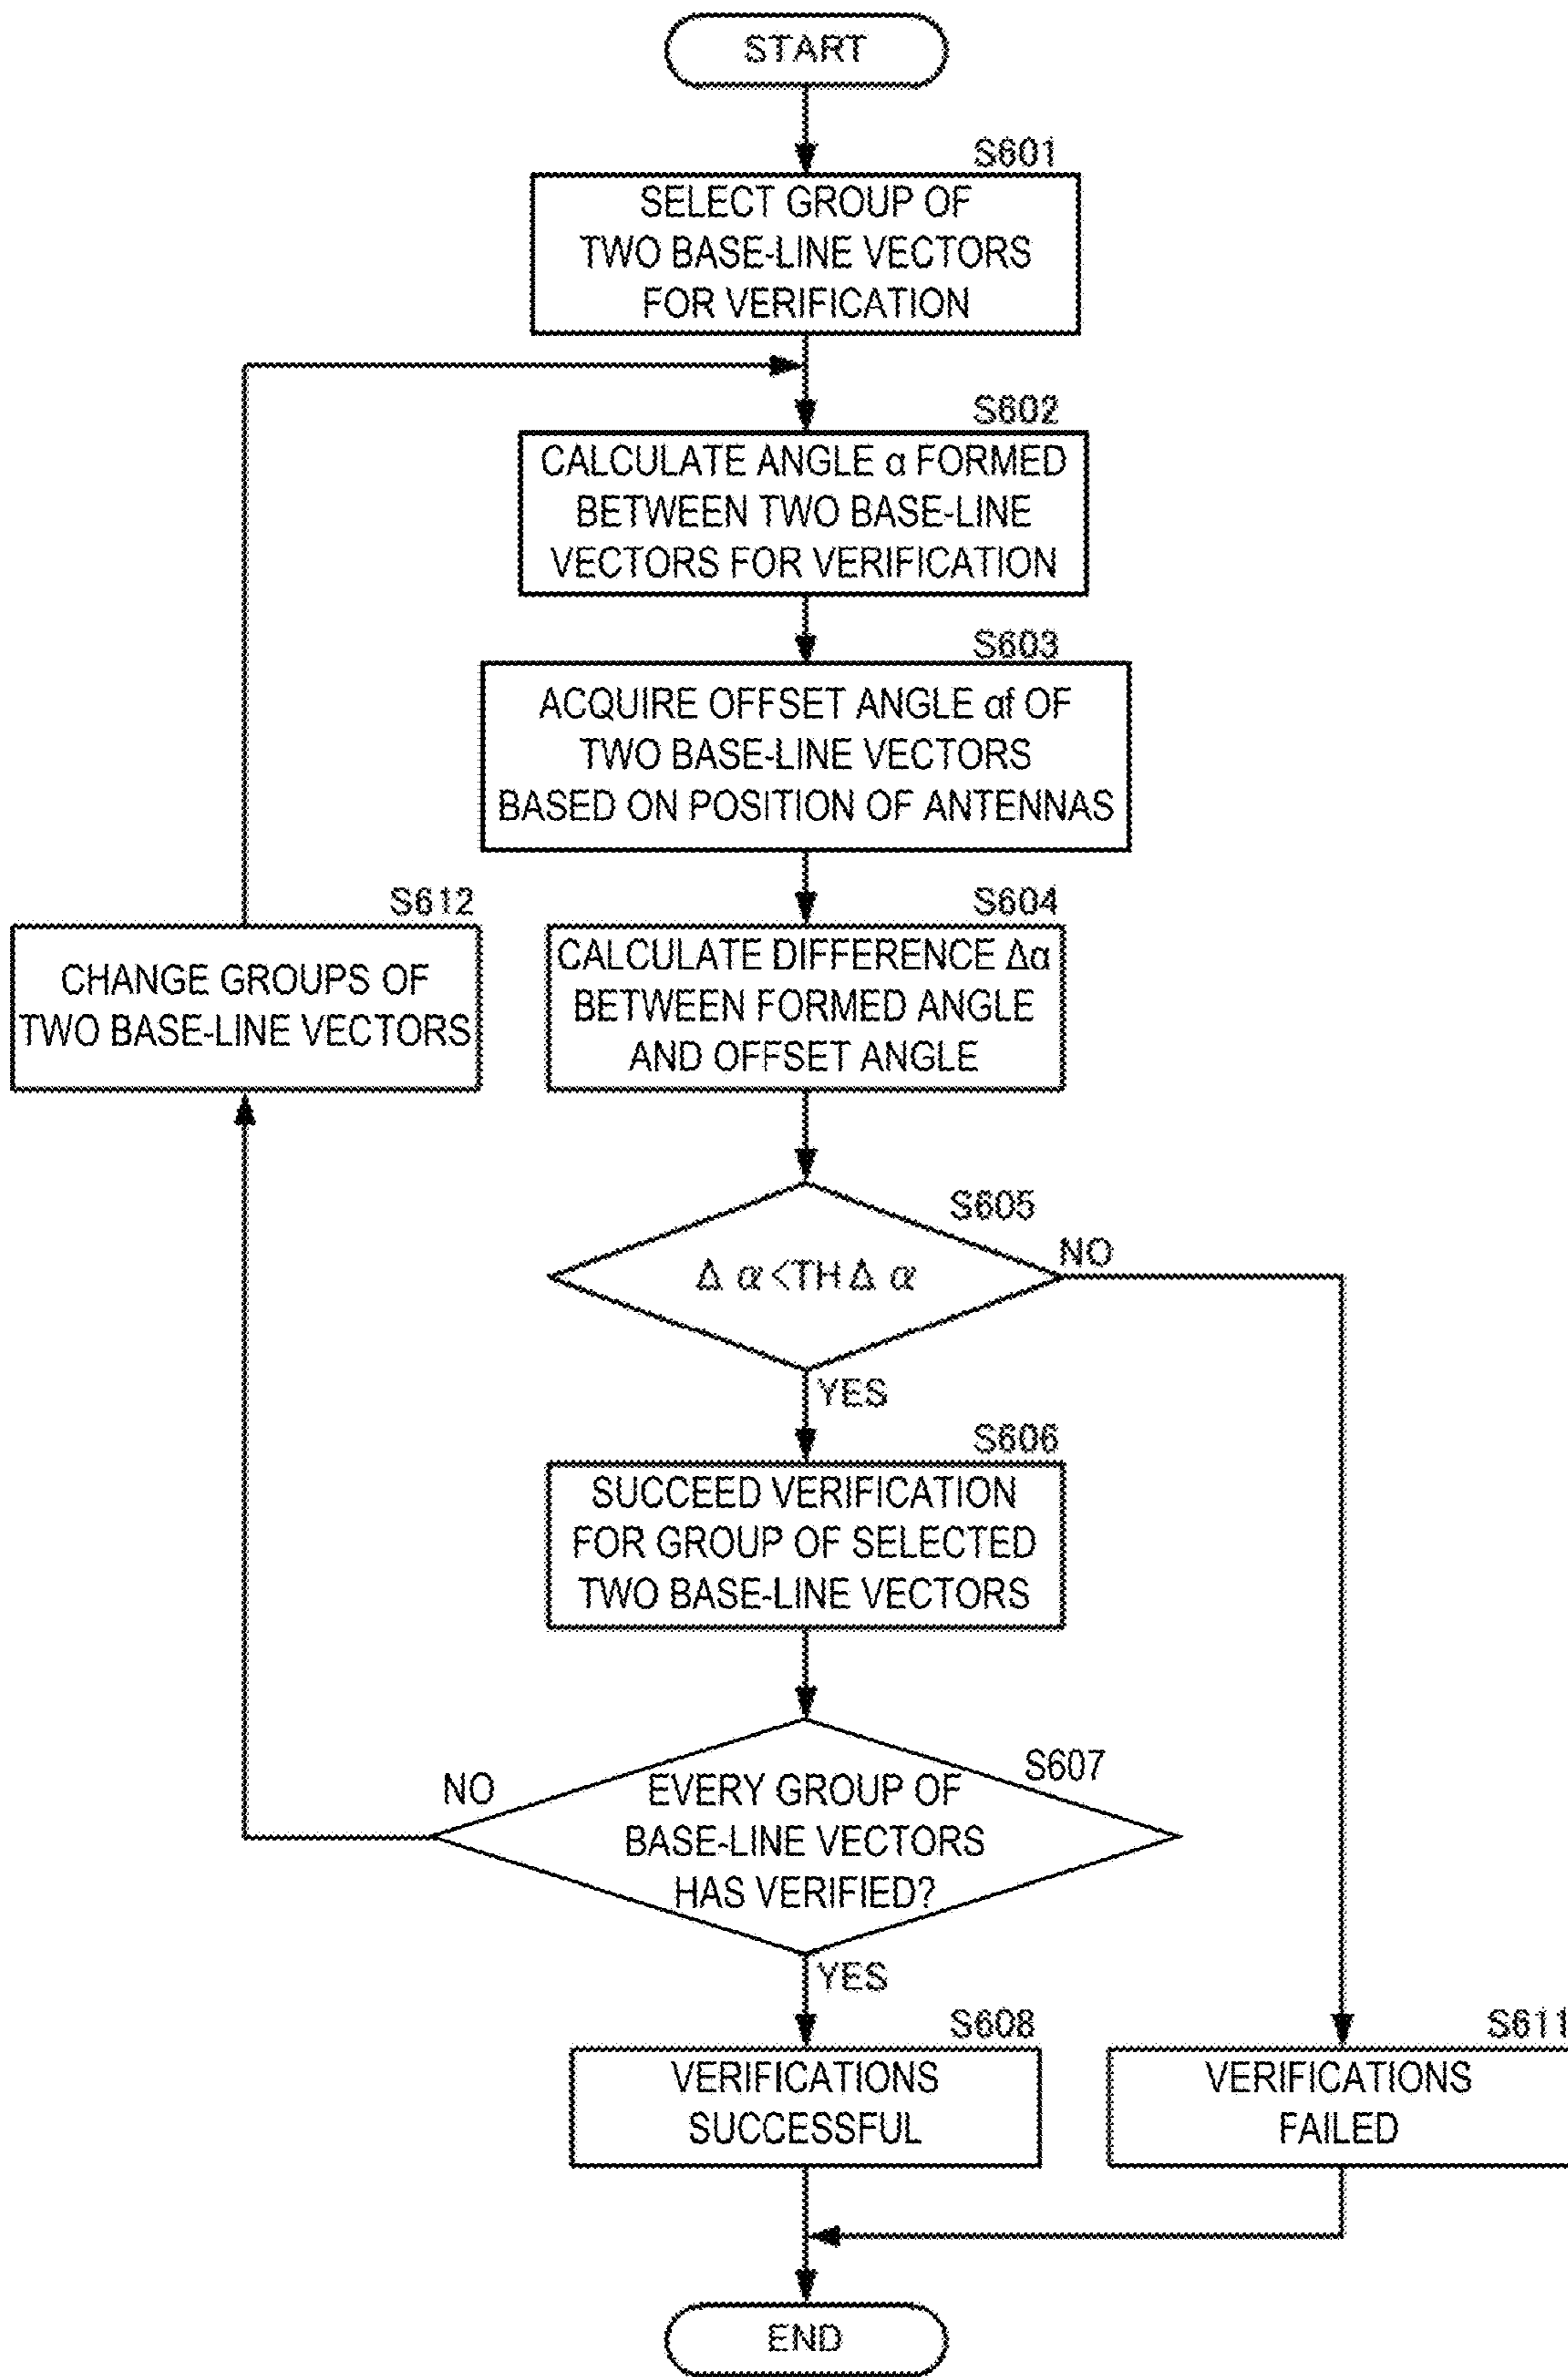 START
S601
SELECT GROUP OF
TWO BASE-LINE VECTORS
FOR VERIFICATION
S602
CALCULATE ANGLE α FORMED
BETWEEN TWO BASE-LINE
VECTORS FOR VERIFICATION
S603
ACQUIRE OFFSET ANGLE αf OF
TWO BASE-LINE VECTORS
BASED ON POSITION OF ANTENNAS
S612
CHANGE GROUPS OF
TWO BASE-LINE VECTORS
S604
CALCULATE DIFFERENCE Δα
BETWEEN FORMED ANGLE
AND OFFSET ANGLE
S605
Δ α <TH Δ α
NO
YES
S606
SUCCEED VERIFICATION
FOR GROUP OF SELECTED
TWO BASE-LINE VECTORS
S607
NO
EVERY GROUP OF
BASE-LINE VECTORS
HAS VERIFIED?
YES
S608
VERIFICATIONS
SUCCESSFUL
S611
VERIFICATIONS
FAILED
END